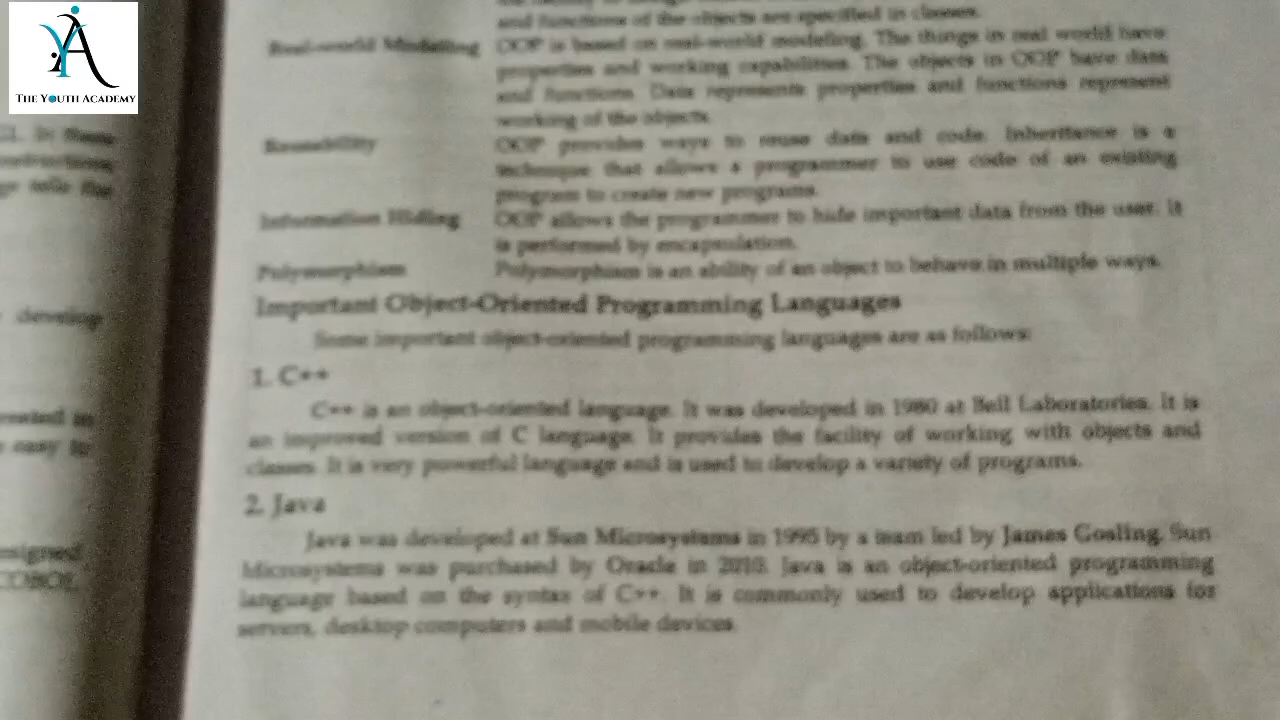 THE YOUTH ACADEMY
and functions of the objects are specified in classes.
Real-world Modeling OOP is based on real-world modeling. The things in real world have
properties and working capabilities. The objects in OOP have data
and functions. Data represents properties and functions represent
working of the objects.
Reusability OOP provides ways to reuse data and code. Inheritance is a
technique that allows a programmer to use code of an existing
program to create new programs.
Information Hiding OOP allows the programmer to hide important data from the user. It
is performed by encapsulation.
Polymorphism Polymorphism is an ability of an object to behave in multiple ways.
Important Object-Oriented Programming Languages
Some important object-oriented programming languages are as follows:
1. C++
C++ is an object-oriented language. It was developed in 1980 at Bell Laboratories. It is
an improved version of C language. It provides the facility of working with objects and
classes. It is very powerful language and is used to develop a variety of programs.
2. Java
Java was developed at Sun Microsystems in 1995 by a team led by James Gosling. Sun
Microsystems was purchased by Oracle in 2010. Java is an object-oriented programming
language based on the syntax of C++. It is commonly used to develop applications for
servers, desktop computers and mobile devices.
In these
tells the
develop
easy to
COBOL